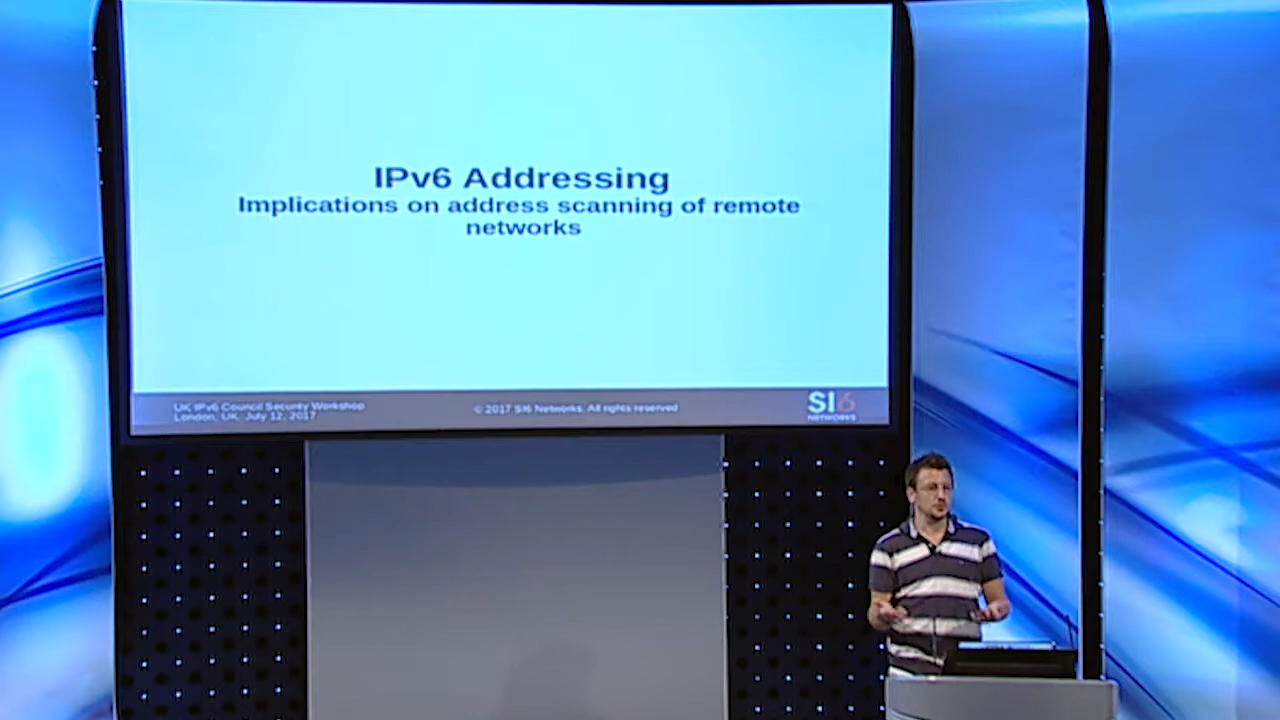 IPv6 Addressing
Implications on address scanning of remote
networks
UK IPv6 Council Security Workshop
London, UK. July 12, 2017
© 2017 SI6 Networks. All rights reserved
SI6
NETWORKS